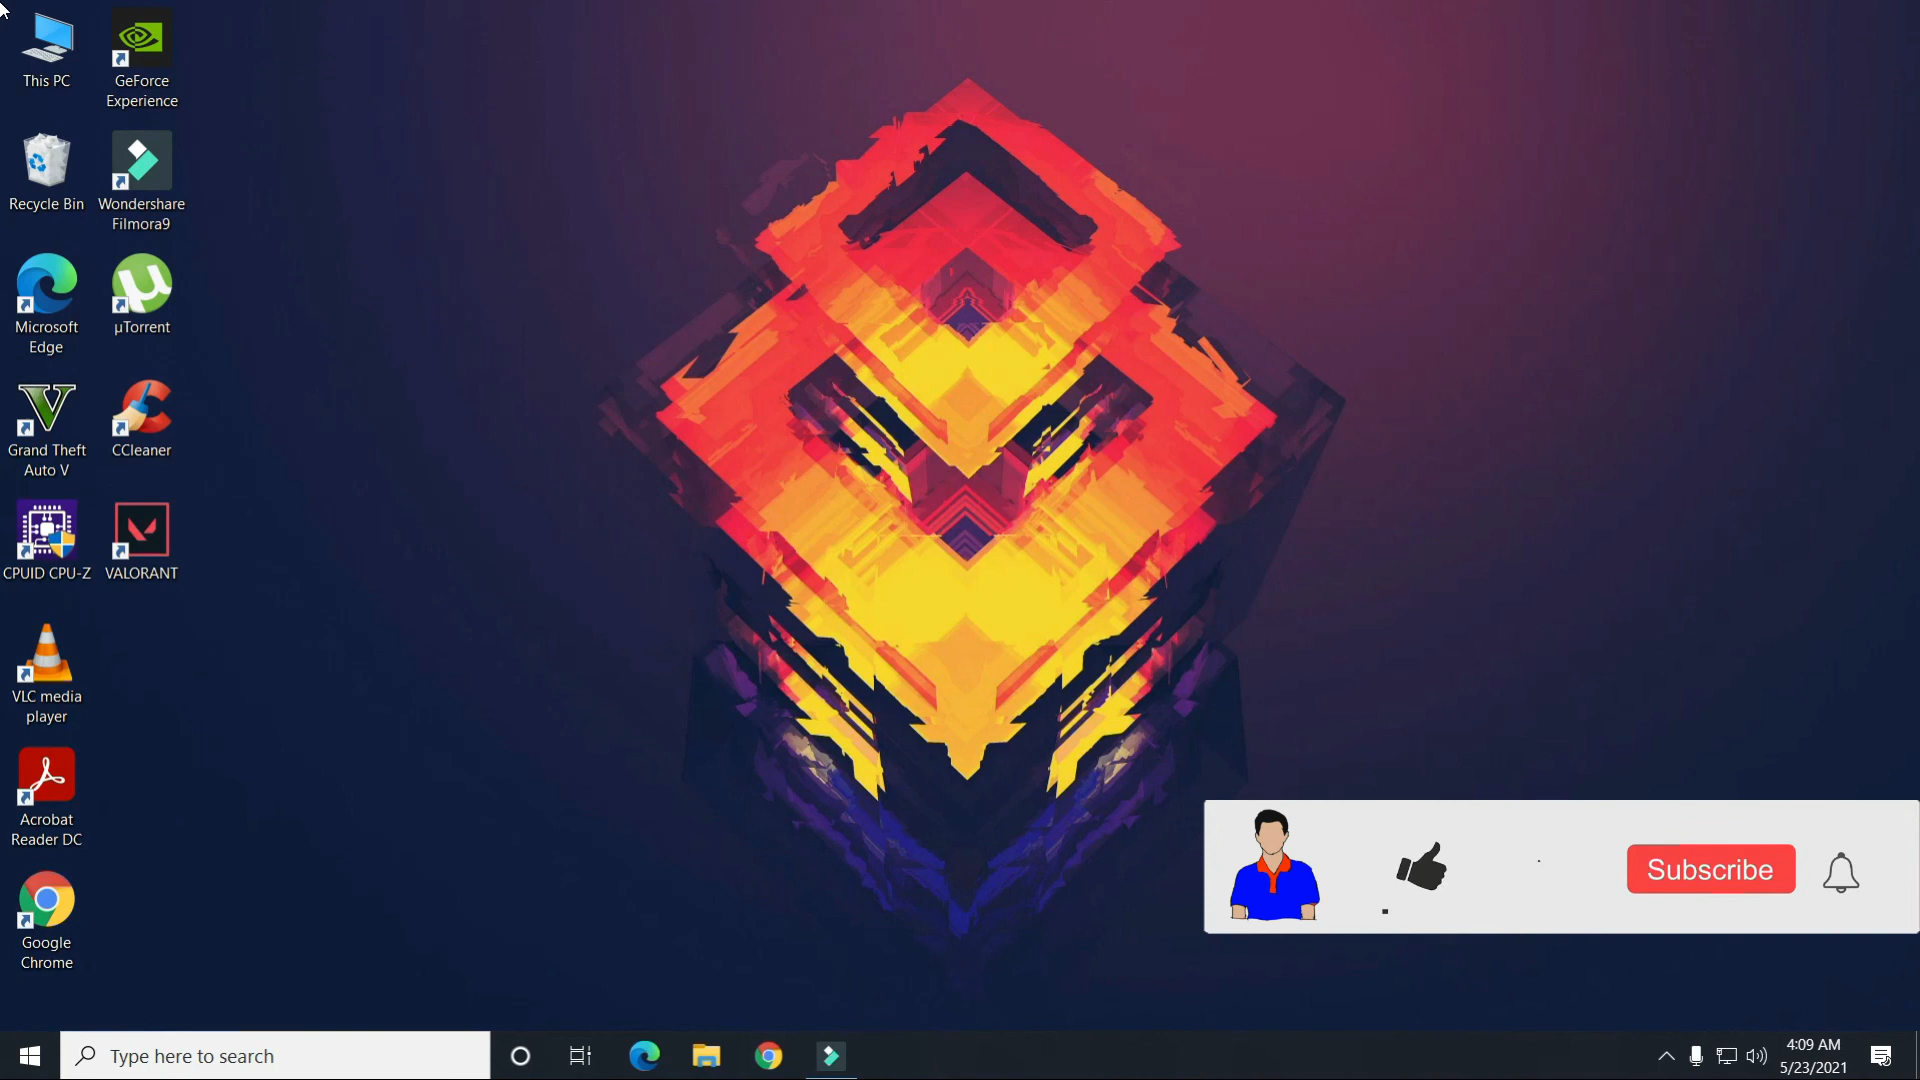 This PC
GeForce
Experience
Recycle Bin
Wondershare
Filmora9
Microsoft
Edge
µTorrent
Grand Theft
Auto V
CCleaner
CPUID CPU-Z
VALORANT
VLC media
player
Acrobat
Reader DC
Google
Chrome
Subscribe
Type here to search
4:09 AM
5/23/2021